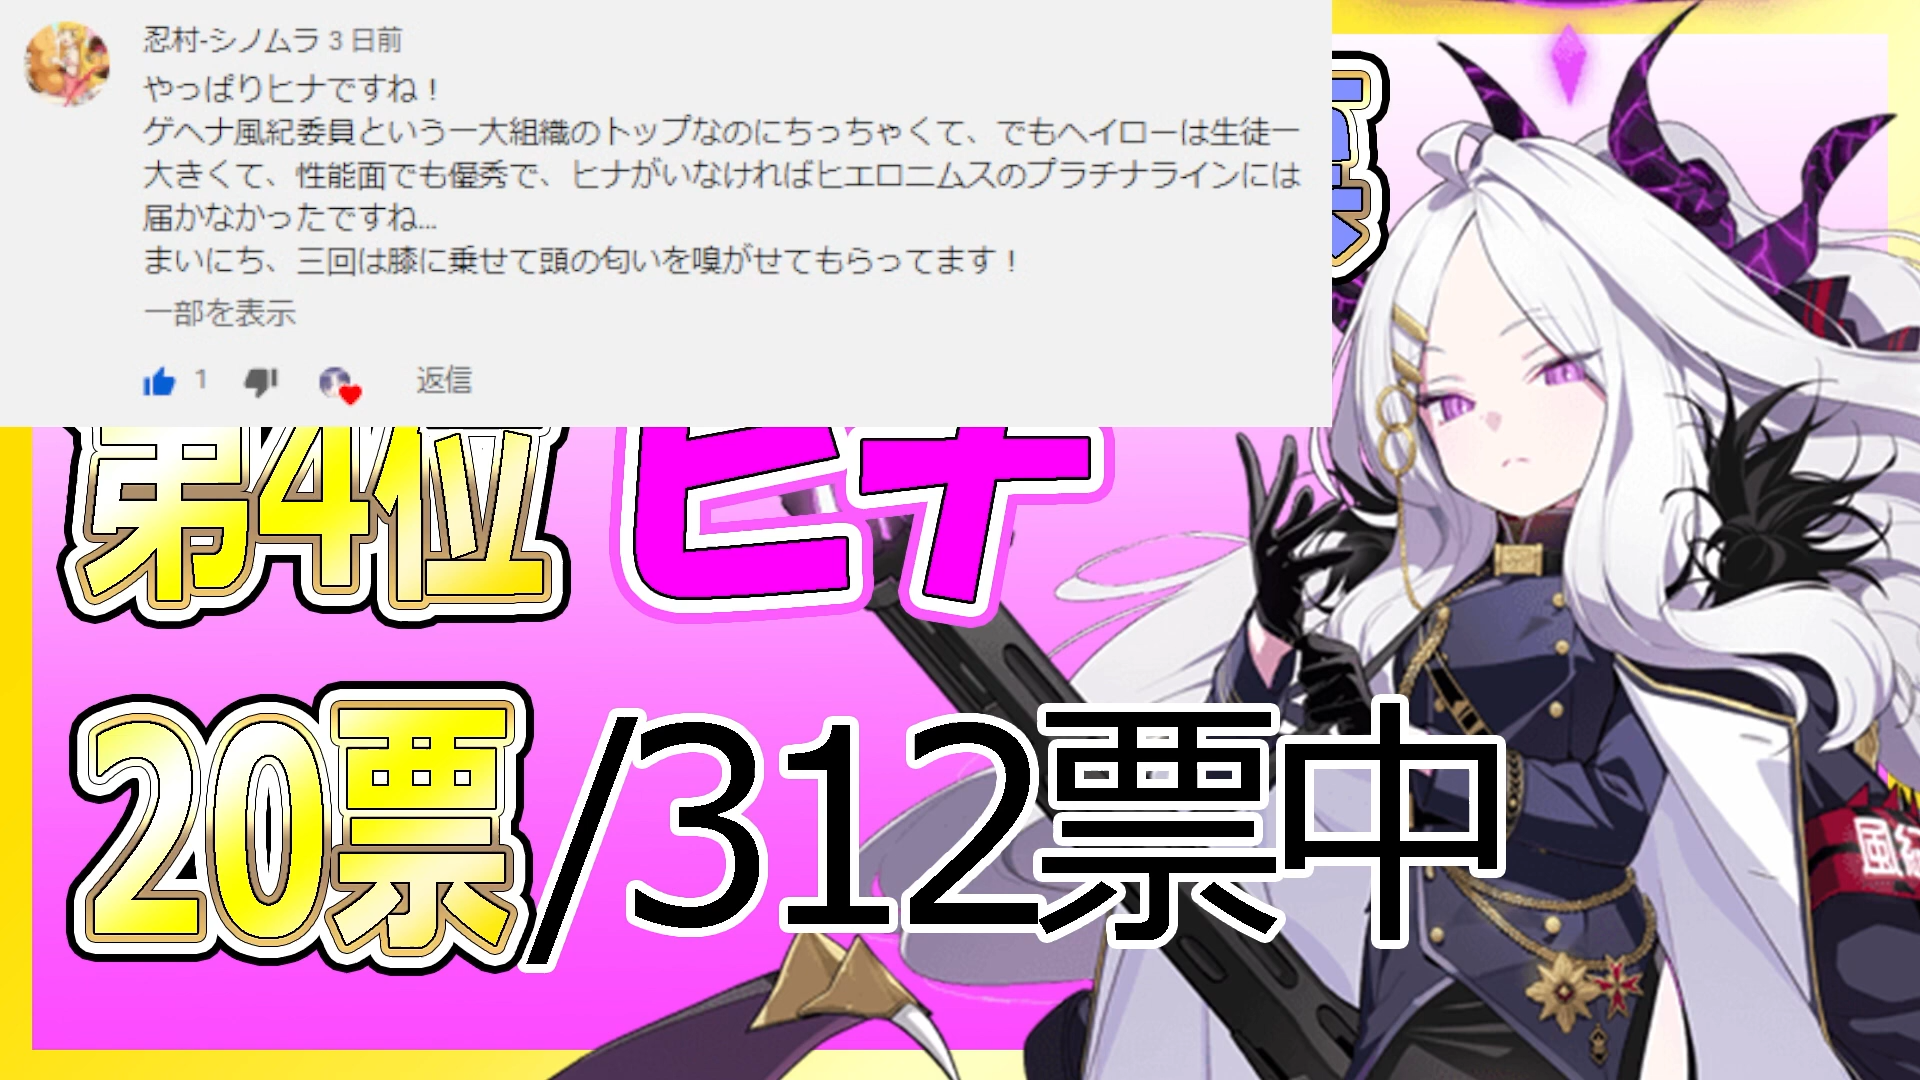 忍村-シノムラ 3 日前
やっぱりヒナですね！
ゲヘナ風紀委員という一大組織のトップなのにちっちゃくて、でもヘイローは生徒一
大きくて、性能面でも優秀で、ヒナがいなければヒエロニムスのプラチナラインには
届かなかったですね...
まいにち、三回は膝に乗せて頭の匂いを嗅がせてもらってます！
一部を表示
1 返信
第4位 ヒナ
20票/312票中
風紀